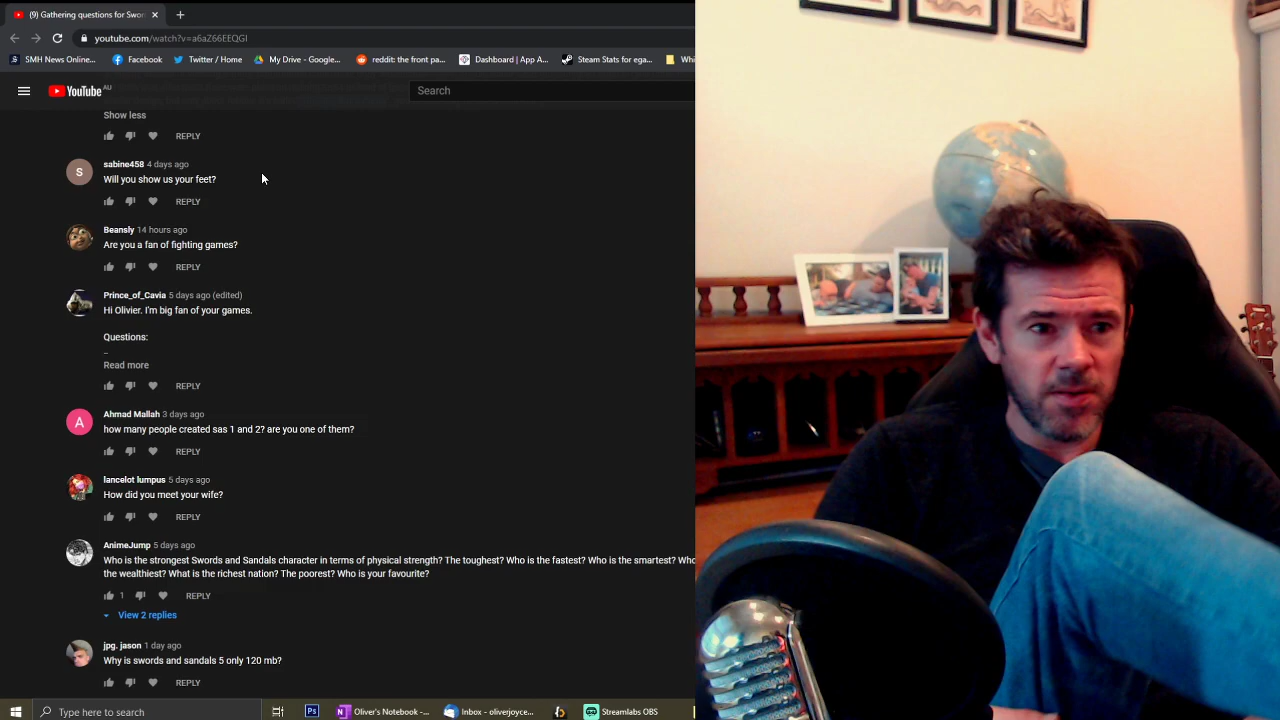 (9) Gathering questions for Swor
youtube.com/watch?v=a6aZ66EEQGI
SMH News Online... Facebook Twitter / Home My Drive - Google... reddit: the front pa... Dashboard | App A... Steam Stats for ega... Whi
YouTube AU Search
Show less
REPLY
S sabine458 4 days ago
Will you show us your feet?
REPLY
Beansly 14 hours ago
Are you a fan of fighting games?
REPLY
Prince_of_Cavia 5 days ago (edited)
Hi Olivier. I'm big fan of your games.
Questions:
_
Read more
REPLY
A Ahmad Mallah 3 days ago
how many people created sas 1 and 2? are you one of them?
REPLY
lancelot lumpus 5 days ago
How did you meet your wife?
REPLY
AnimeJump 5 days ago
Who is the strongest Swords and Sandals character in terms of physical strength? The toughest? Who is the fastest? Who is the smartest? Who
the wealthiest? What is the richest nation? The poorest? Who is your favourite?
1 REPLY
View 2 replies
jpg. jason 1 day ago
Why is swords and sandals 5 only 120 mb?
REPLY
Type here to search Ps Oliver's Notebook -... Inbox - oliverjoyce... Streamlabs OBS